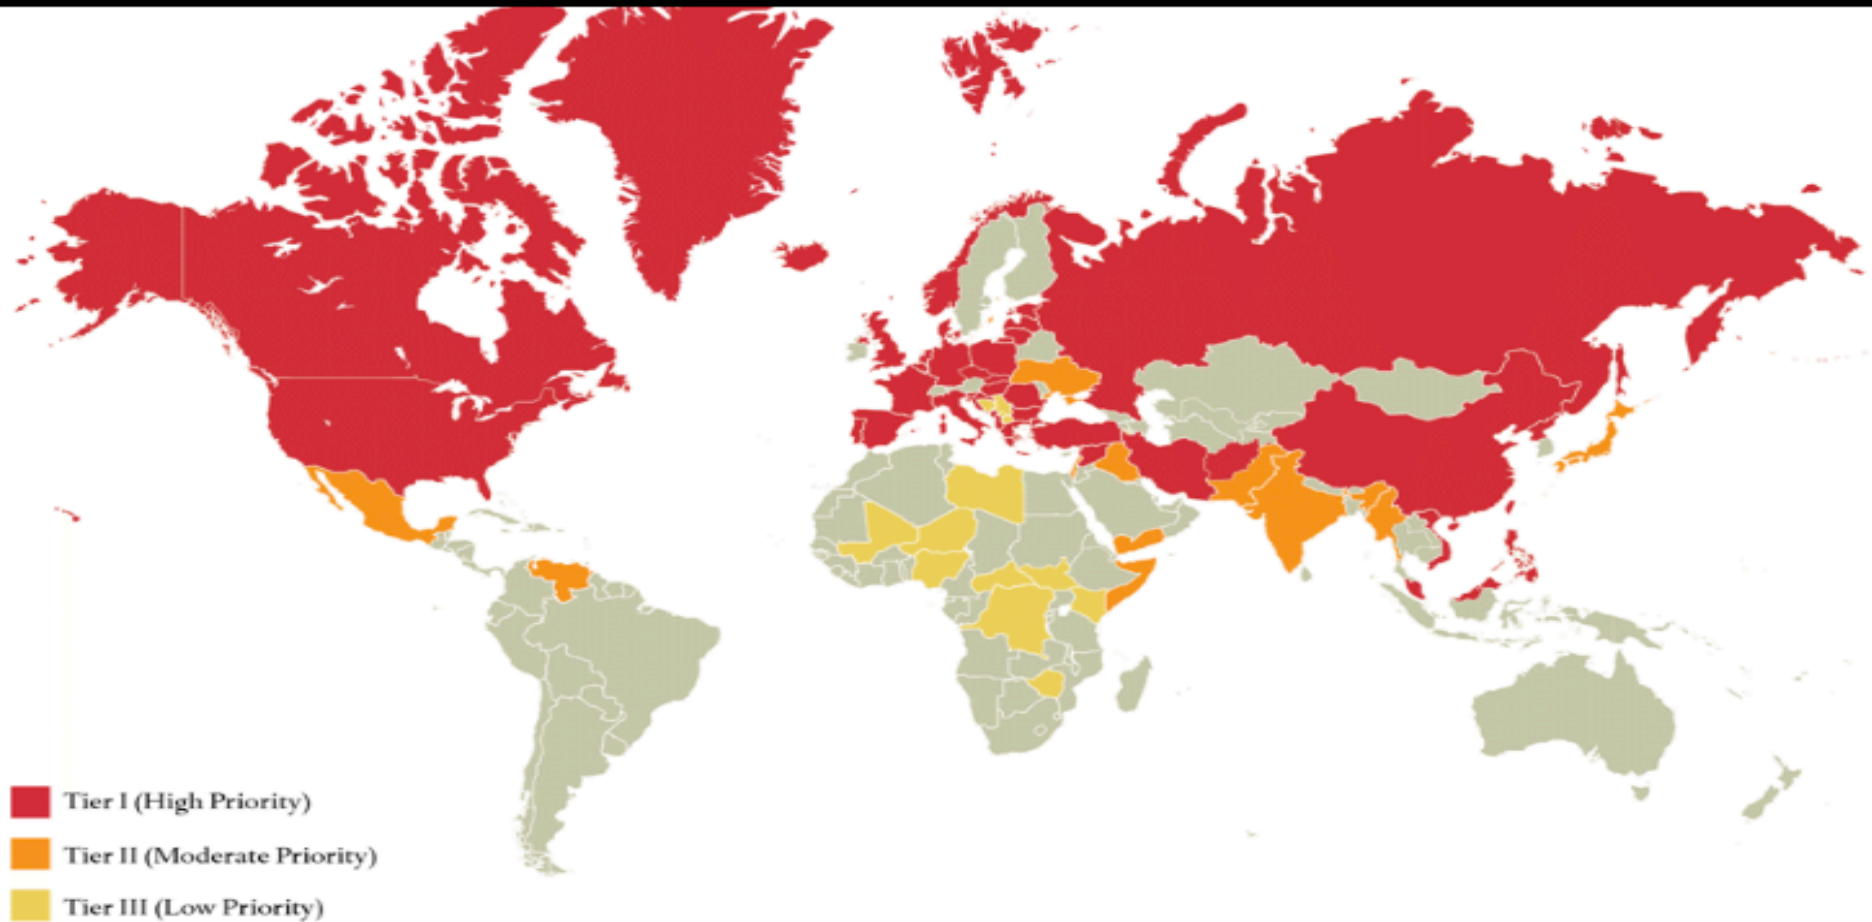 Tier I (High Priority)
Tier II (Moderate Priority)
Tier III (Low Priority)